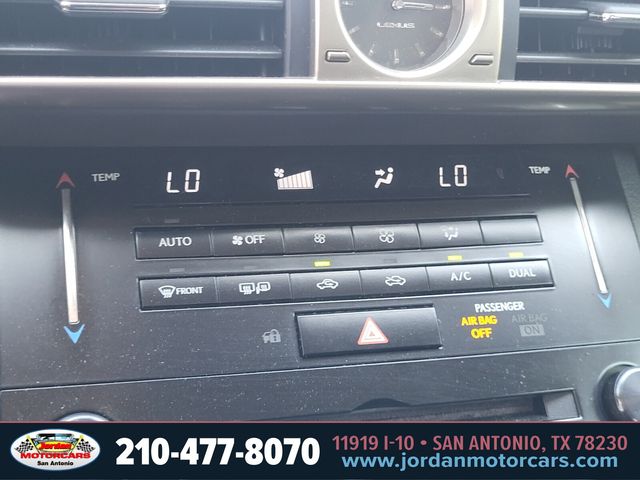 LEXUS
TEMP LO LO TEMP
AUTO OFF
FRONT A/C DUAL
PASSENGER
AIR BAG OFF AIR BAG ON
Jordan
MOTORCARS
San Antonio
210-477-8070
11919 I-10 • SAN ANTONIO, TX 78230
www.jordanmotorcars.com